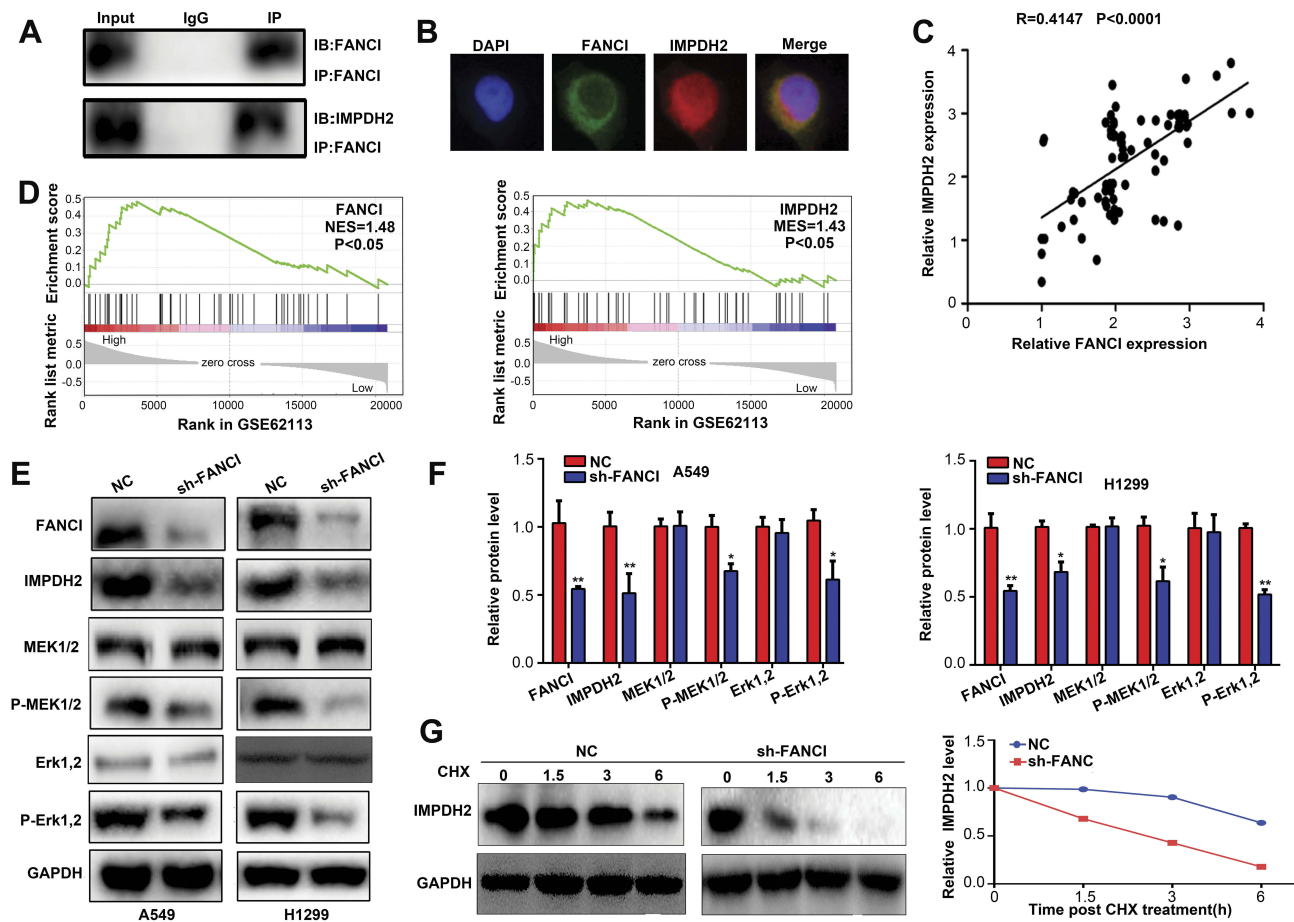 A
Input IgG IP
IB:FANCI
IP:FANCI
IB:IMPDH2
IP:FANCI
B
DAPI FANCI IMPDH2 Merge
C
R=0.4147 P<0.0001
Relative IMPDH2 expression
4
3
2
1
0
0 1 2 3 4
Relative FANCI expression
D
Enrichment score
Rank list metric
0.5
0.4
0.3
0.2
0.1
0.0
FANCI
NES=1.48
P<0.05
0.5
0.0
-0.5
High
zero cross
Low
0 5000 10000 15000 20000
Rank in GSE62113
Enrichment score
Rank list metric
0.5
0.4
0.3
0.2
0.1
0.0
IMPDH2
MES=1.43
P<0.05
0.5
0.0
-0.5
High
zero cross
Low
0 5000 10000 15000 20000
Rank in GSE62113
E
NC sh-FANCI NC sh-FANCI
FANCI
IMPDH2
MEK1/2
P-MEK1/2
Erk1,2
P-Erk1,2
GAPDH
A549 H1299
F
Relative protein level
1.5
1.0
0.5
0.0
NC
sh-FANCI
A549
** ** * *
FANCI IMPDH2 MEK1/2 P-MEK1/2 Erk1,2 P-Erk1,2
Relative protein level
1.5
1.0
0.5
0.0
NC
sh-FANCI
H1299
** * * **
FANCI IMPDH2 MEK1/2 P-MEK1/2 Erk1,2 P-Erk1,2
G
NC sh-FANCI
CHX 0 1.5 3 6 0 1.5 3 6
IMPDH2
GAPDH
Relative IMPDH2 level
1.5
1.0
0.5
0.0
NC
sh-FANC
0 1.5 3 6
Time post CHX treatment(h)